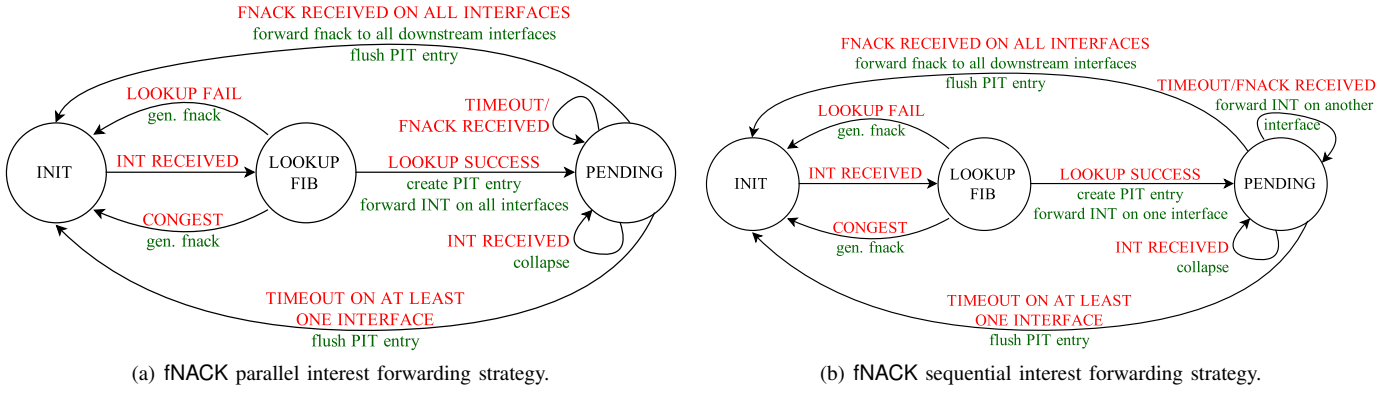 FNACK RECEIVED ON ALL INTERFACES
forward fnack to all downstream interfaces
flush PIT entry
LOOKUP FAIL
gen. fnack
TIMEOUT/
FNACK RECEIVED
INIT
INT RECEIVED
LOOKUP
FIB
LOOKUP SUCCESS
create PIT entry
forward INT on all interfaces
PENDING
CONGEST
gen. fnack
INT RECEIVED
collapse
TIMEOUT ON AT LEAST
ONE INTERFACE
flush PIT entry
(a) fNACK parallel interest forwarding strategy.
FNACK RECEIVED ON ALL INTERFACES
forward fnack to all downstream interfaces
flush PIT entry
TIMEOUT/FNACK RECEIVED
forward INT on another
interface
LOOKUP FAIL
gen. fnack
INIT
INT RECEIVED
LOOKUP
FIB
LOOKUP SUCCESS
create PIT entry
forward INT on one interface
PENDING
CONGEST
gen. fnack
INT RECEIVED
collapse
TIMEOUT ON AT LEAST
ONE INTERFACE
flush PIT entry
(b) fNACK sequential interest forwarding strategy.